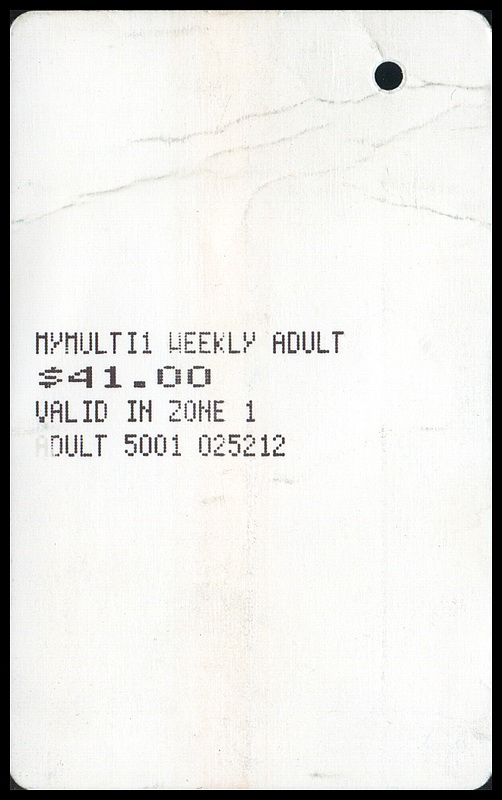 MYMULTI1 WEEKLY ADULT
$41.00
VALID IN ZONE 1
ADULT 5001 025212